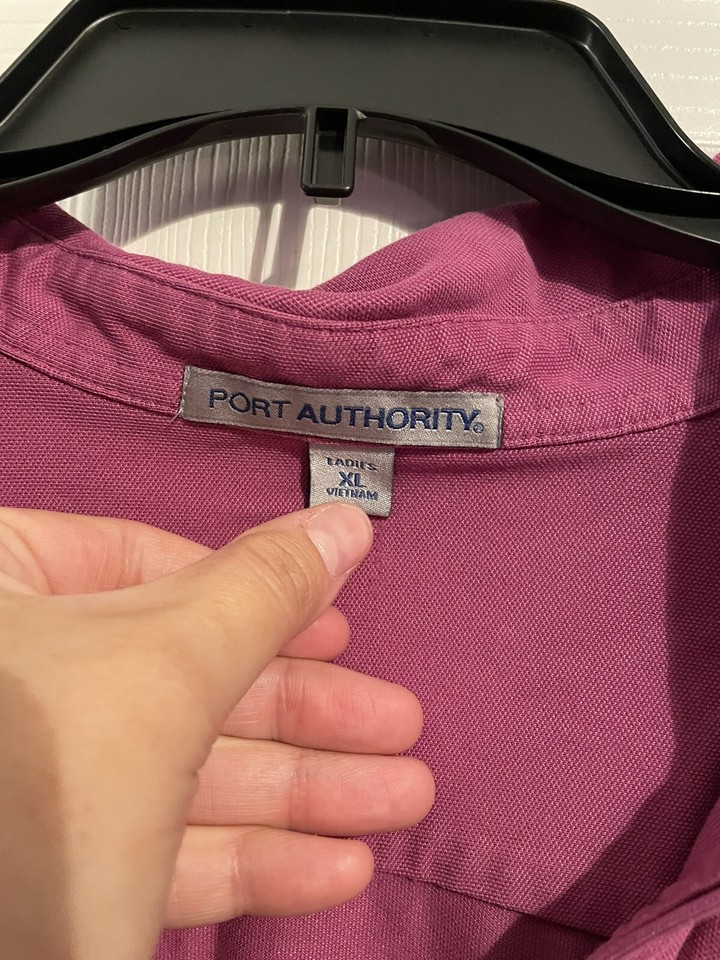 PORT AUTHORITY®
LADIES
XL
VIETNAM